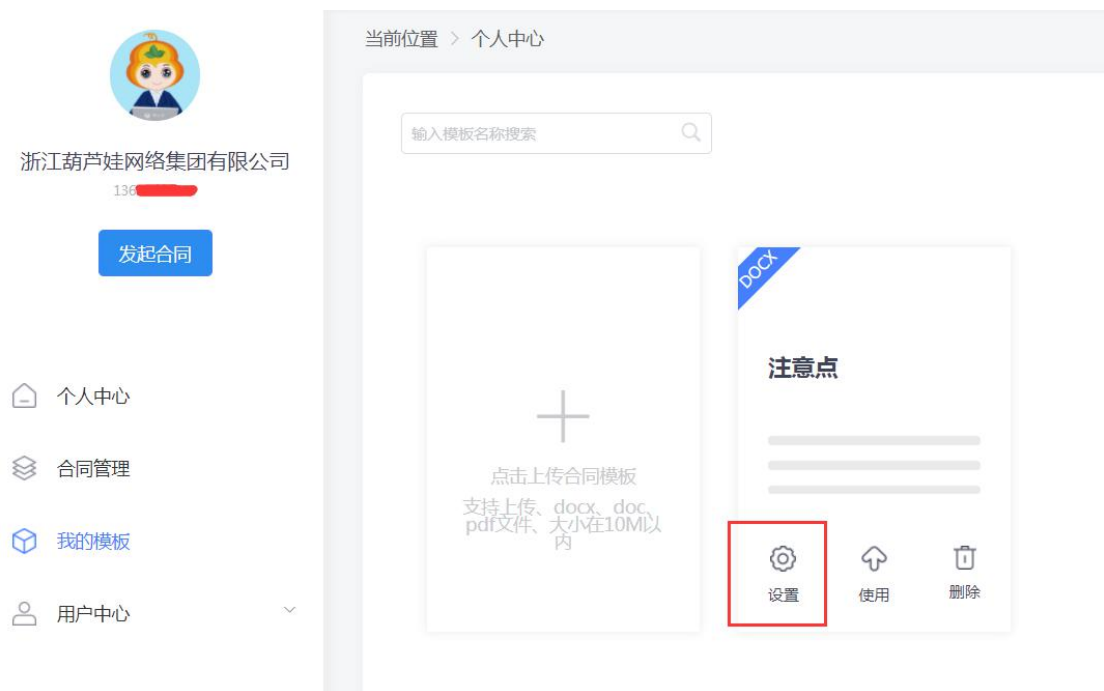 当前位置 > 个人中心
输入模板名称搜索
浙江葫芦娃网络集团有限公司
136
发起合同
个人中心
合同管理
我的模板
用户中心
点击上传合同模板
支持上传、docx、doc、
pdf文件、大小在10M以
内
DOCX
注意点
设置
使用
删除